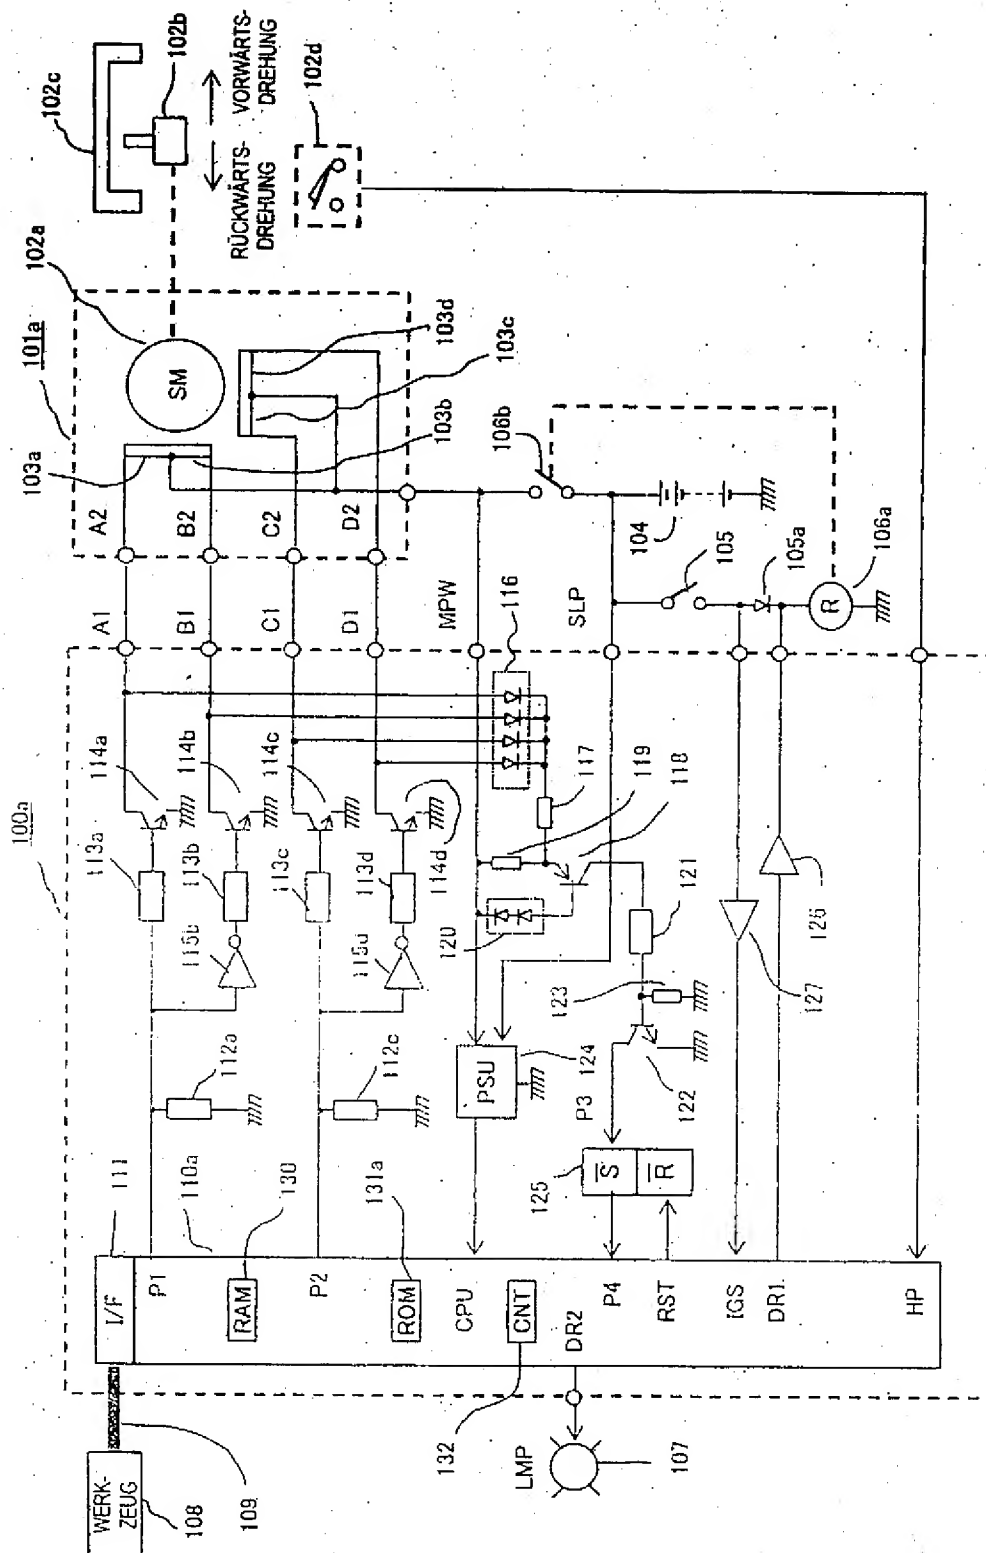 102c
102b
RÜCKWÄRTS-
DREHUNG
VORWÄRTS-
DREHUNG
102d
101a
102a
SM
103a
103b
103c
103d
A2
B2
C2
D2
106b
104
105
105a
106a
R
A1
B1
C1
D1
MPW
SLP
100a
113a
114a
115b
113b
114b
113c
114c
115d
113d
114d
116
117
119
118
120
121
123
122
P3
125
S
R
124
PSU
127
126
112a
112c
111
110a
130
131a
I/F
P1
RAM
P2
ROM
CPU
CNT
DR2
P4
RST
IGS
DR1
HP
WERK-
ZEUG
108
109
132
LMP
107